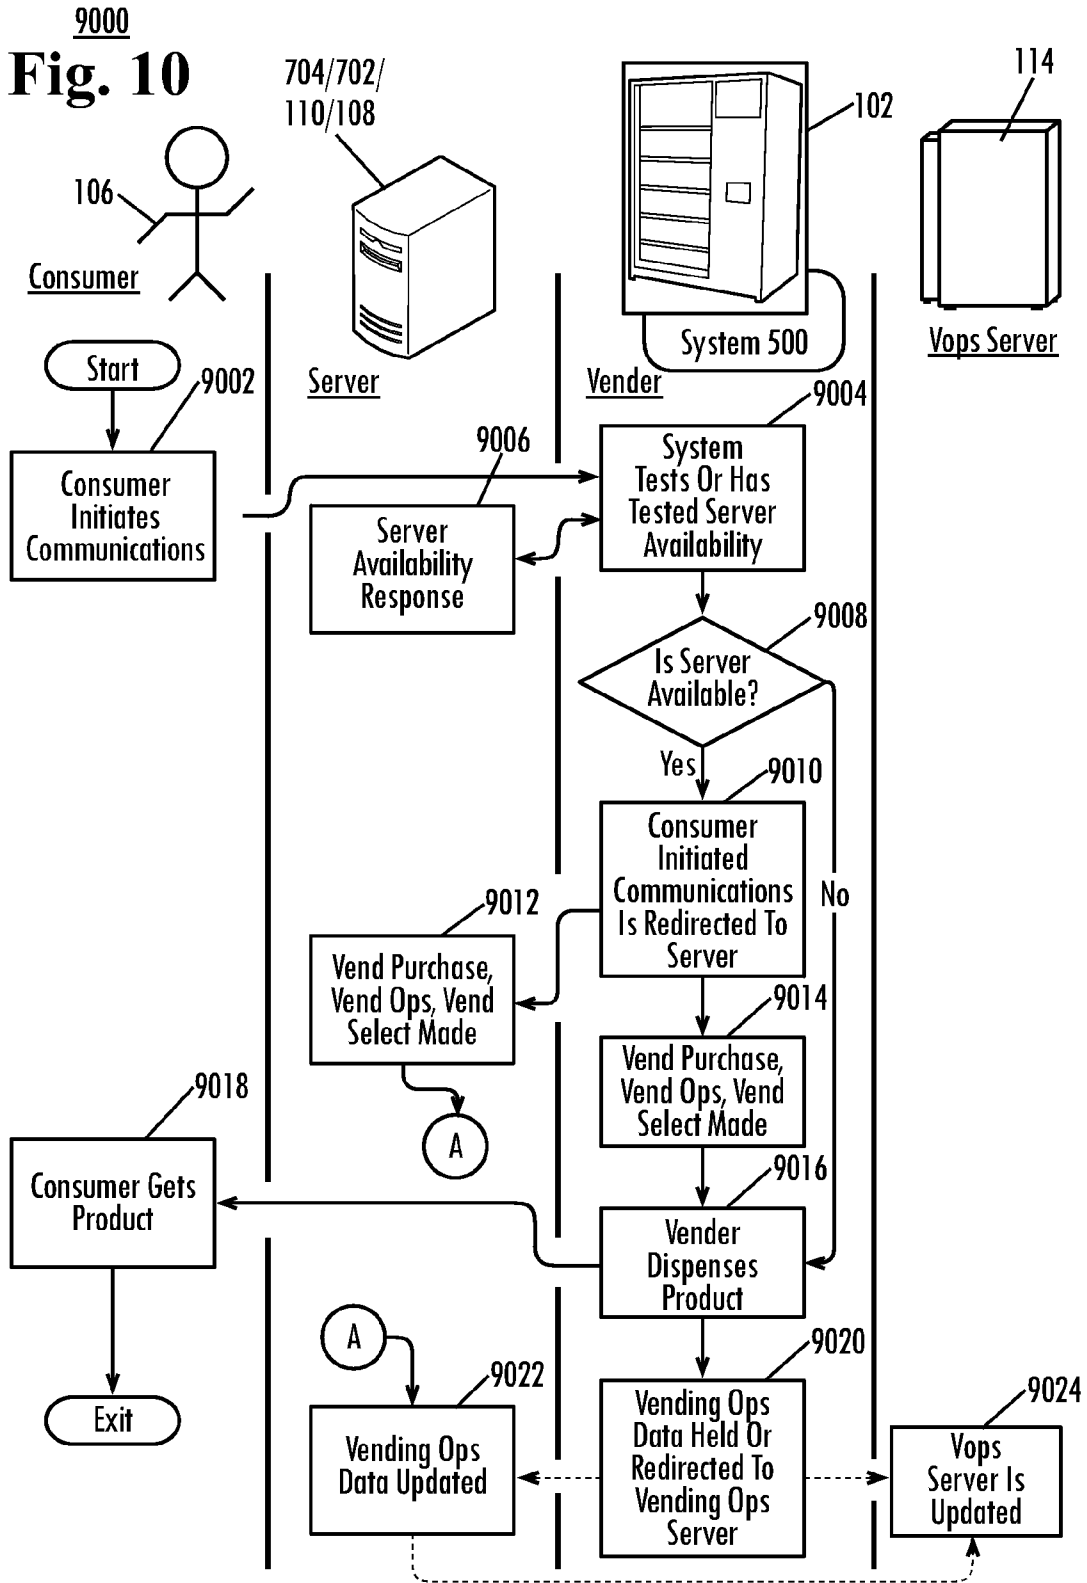 9000
Fig. 10
704/702/
110/108
102
114
106
Consumer
System 500
Vops Server
Start
Server
Vender
9002
9004
9006
Consumer
Initiates
Communications
System
Tests Or Has
Tested Server
Availability
Server
Availability
Response
9008
Is Server
Available?
Yes
No
9010
Consumer
Initiated
Communications
Is Redirected To
Server
9012
Vend Purchase,
Vend Ops, Vend
Select Made
9014
Vend Purchase,
Vend Ops, Vend
Select Made
A
9018
Consumer Gets
Product
9016
Vender
Dispenses
Product
A
9020
9022
9024
Exit
Vending Ops
Data Updated
Vending Ops
Data Held Or
Redirected To
Vending Ops
Server
Vops
Server Is
Updated